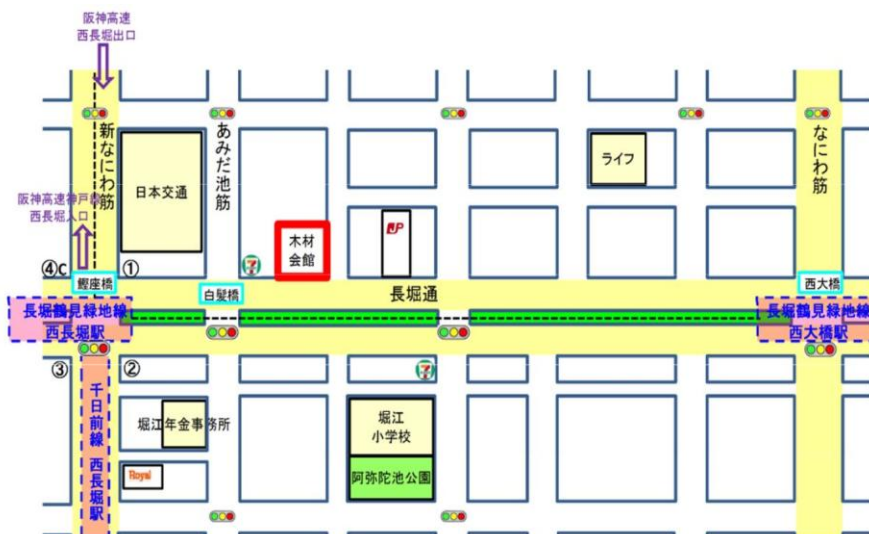 阪神高速
西長堀出口
新なにわ筋
あみだ池筋
なにわ筋
日本交通
ライフ
阪神高速神戸線
西長堀入口
木材
会館
JP
7
④C
①
鰹座橋
白髪橋
長堀通
西大橋
長堀鶴見緑地線
西長堀駅
長堀鶴見緑地線
西大橋駅
③
②
7
千日前線 西長堀駅
堀江年金事務所
堀江
小学校
Royal
阿弥陀池公園